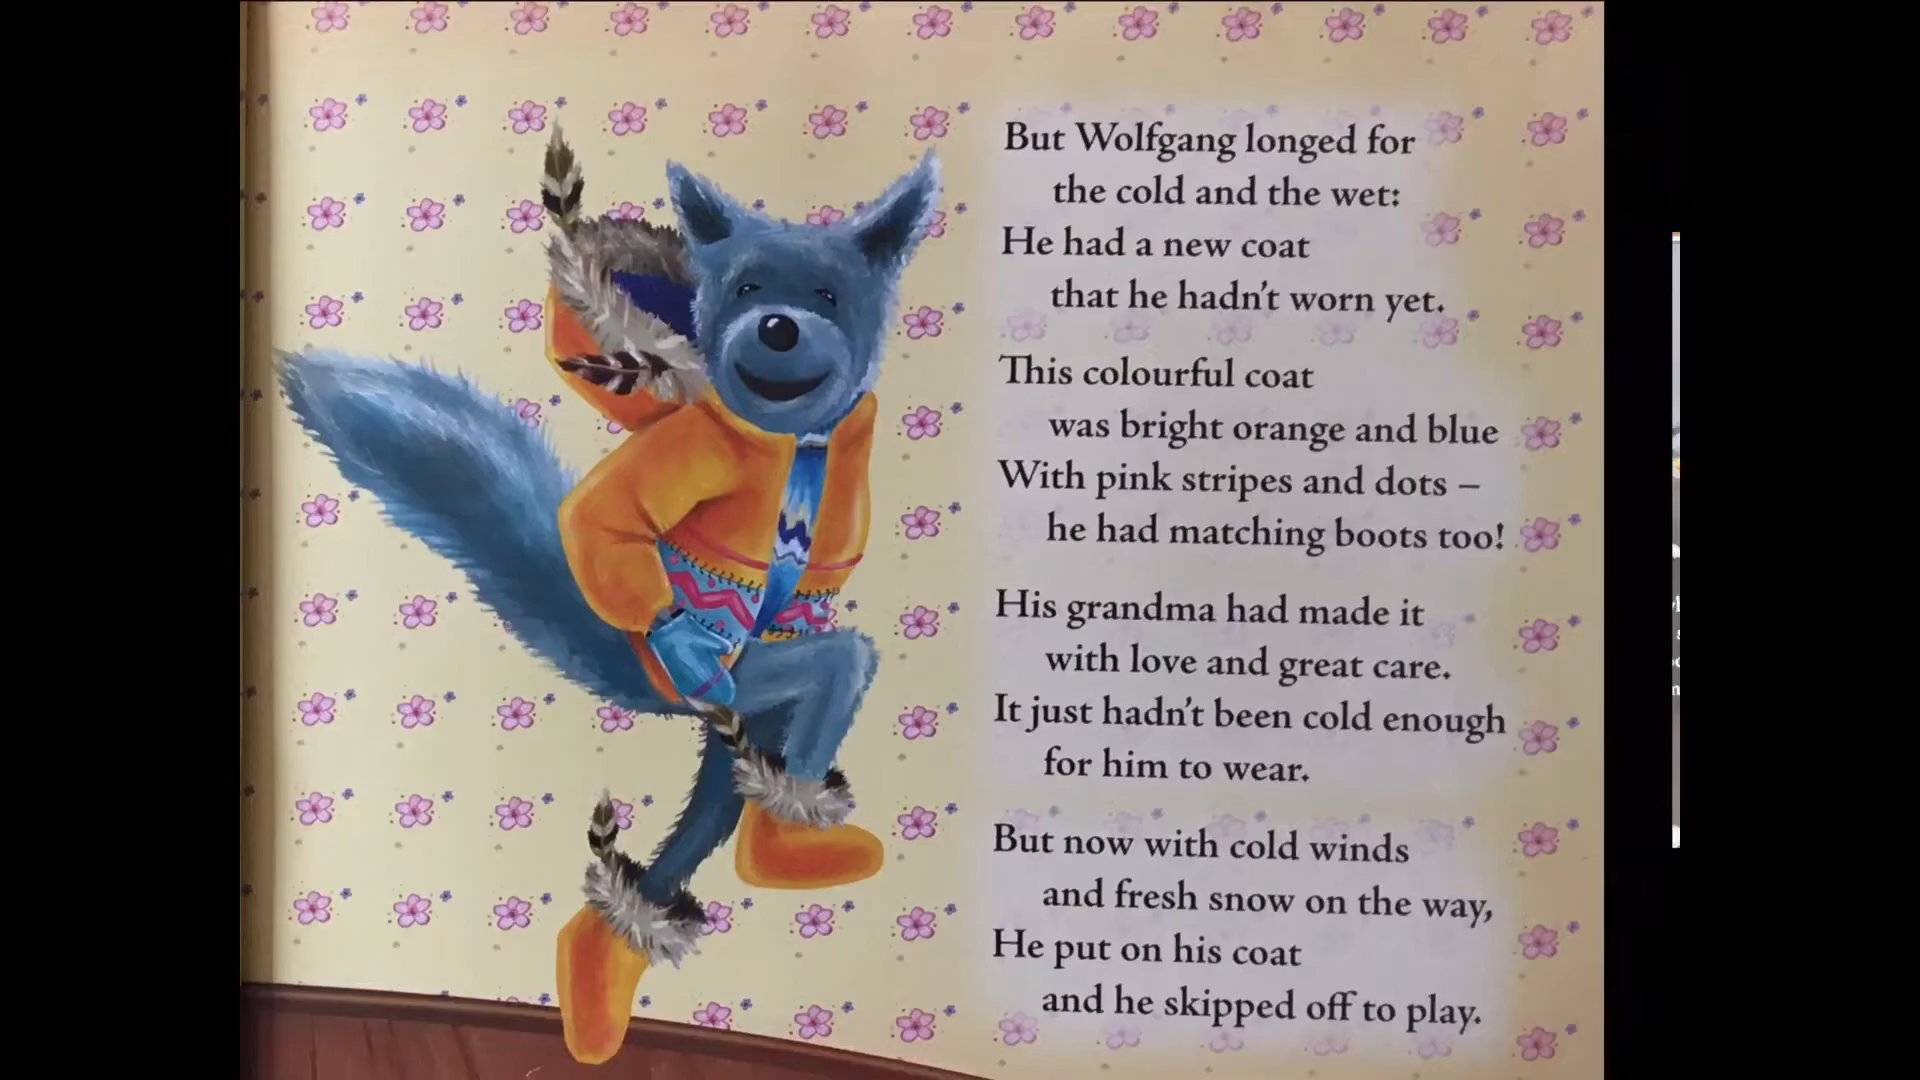 But Wolfgang longed for
the cold and the wet:
He had a new coat
that he hadn't worn yet.
This colourful coat
was bright orange and blue
With pink stripes and dots –
he had matching boots too!
His grandma had made it
with love and great care.
It just hadn't been cold enough
for him to wear.
But now with cold winds
and fresh snow on the way,
He put on his coat
and he skipped off to play.